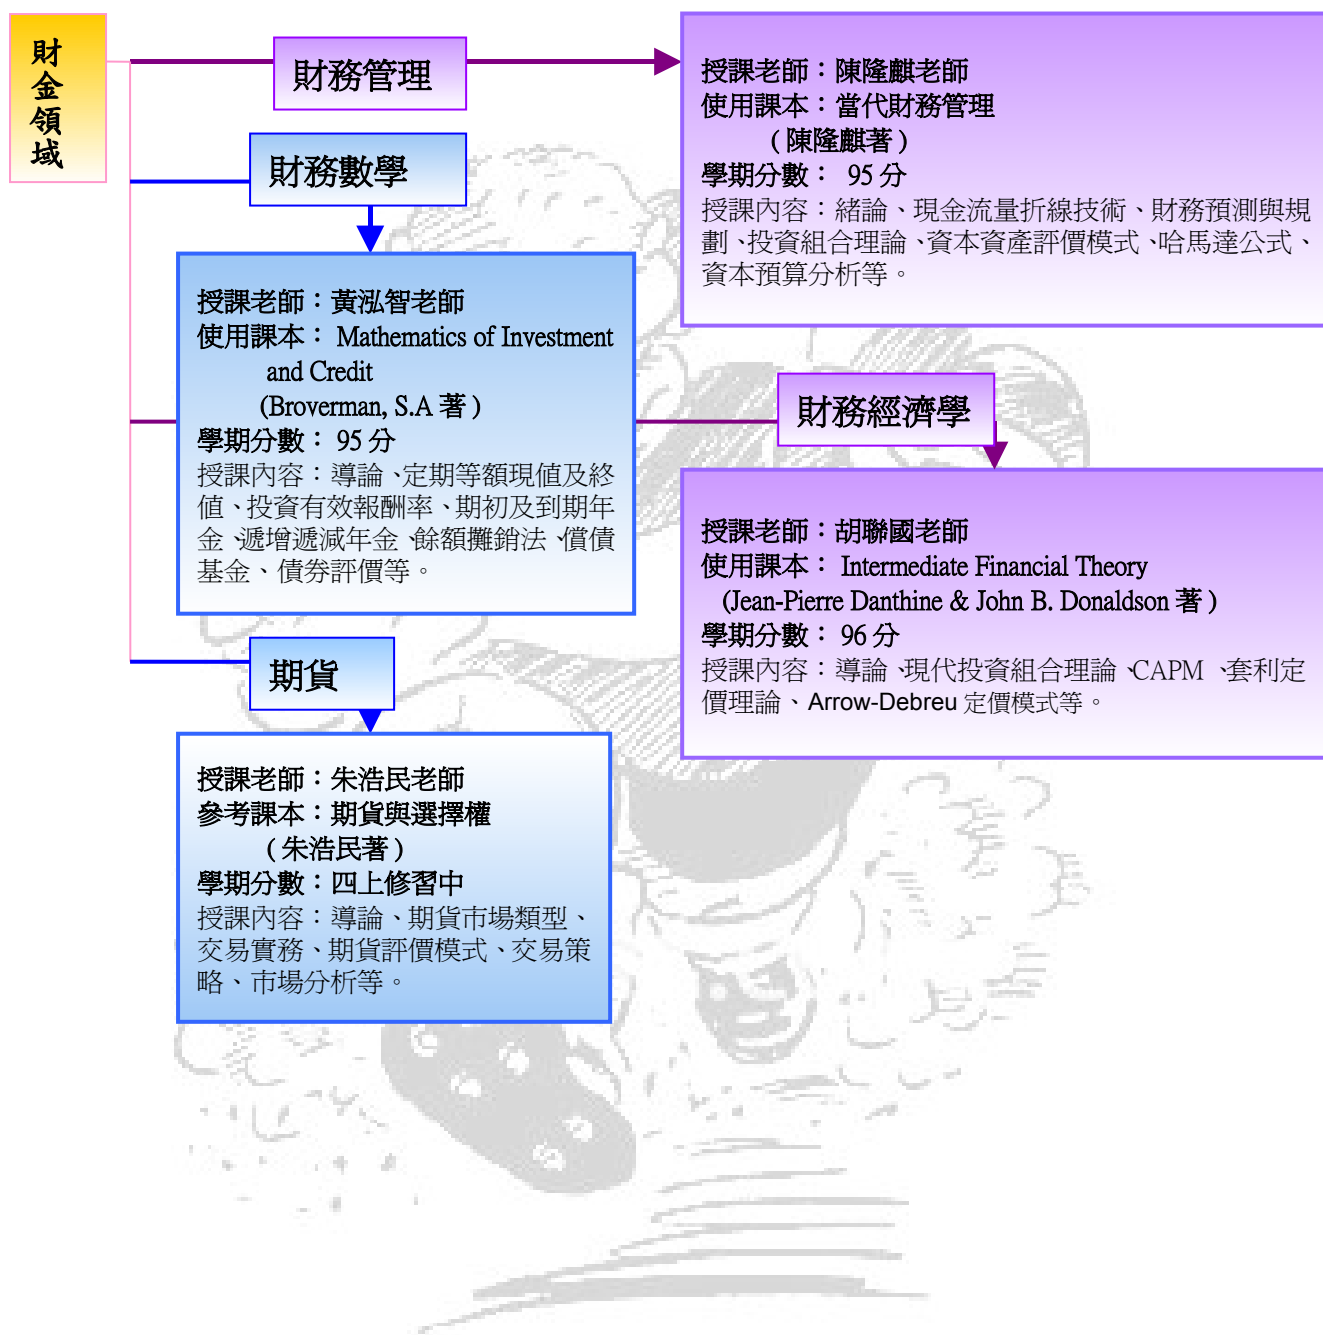 財金領域
財務管理
授課老師：陳隆麒老師
使用課本：當代財務管理
(陳隆麒著)
學期分數： 95 分
授課內容：緒論、現金流量折線技術、財務預測與規
劃、投資組合理論、資本資產評價模式、哈馬達公式、
資本預算分析等。
財務數學
授課老師：黃泓智老師
使用課本： Mathematics of Investment
and Credit
(Broverman, S.A 著)
學期分數： 95 分
授課內容：導論、定期等額現值及終
值、投資有效報酬率、期初及到期年
金、遞增遞減年金、餘額攤銷法、償債
基金、債券評價等。
財務經濟學
授課老師：胡聯國老師
使用課本： Intermediate Financial Theory
(Jean-Pierre Danthine & John B. Donaldson 著)
學期分數： 96 分
授課內容：導論、現代投資組合理論、CAPM 、套利定
價理論、Arrow-Debreu 定價模式等。
期貨
授課老師：朱浩民老師
參考課本：期貨與選擇權
(朱浩民著)
學期分數：四上修習中
授課內容：導論、期貨市場類型、
交易實務、期貨評價模式、交易策
略、市場分析等。